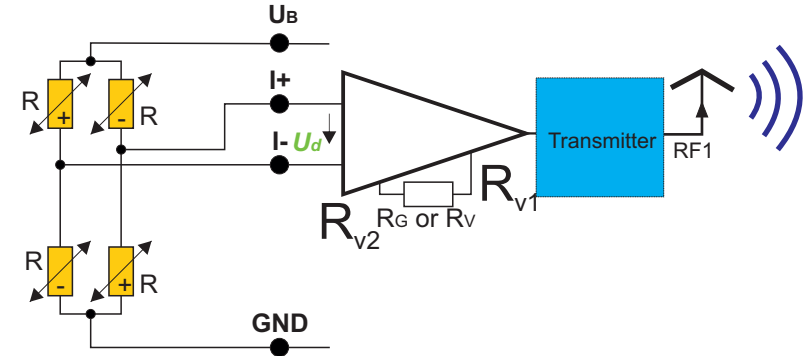 UB
I+
R
+
-
R
I-
Ud
Transmitter
RF1
Rv1
Rv2
RG or RV
R
-
+
R
GND